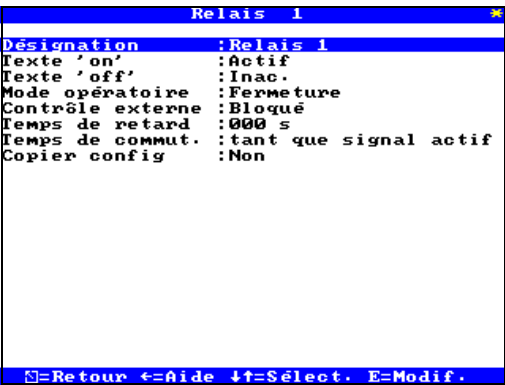 Relais 1 *
Désignation :Relais 1
Texte 'on' :Actif
Texte 'off' :Inac.
Mode opératoire :Fermeture
Contrôle externe :Bloqué
Temps de retard :000 s
Temps de commut. :tant que signal actif
Copier config :Non
⇱=Retour ←=Aide ↓↑=Sélect. E=Modif.